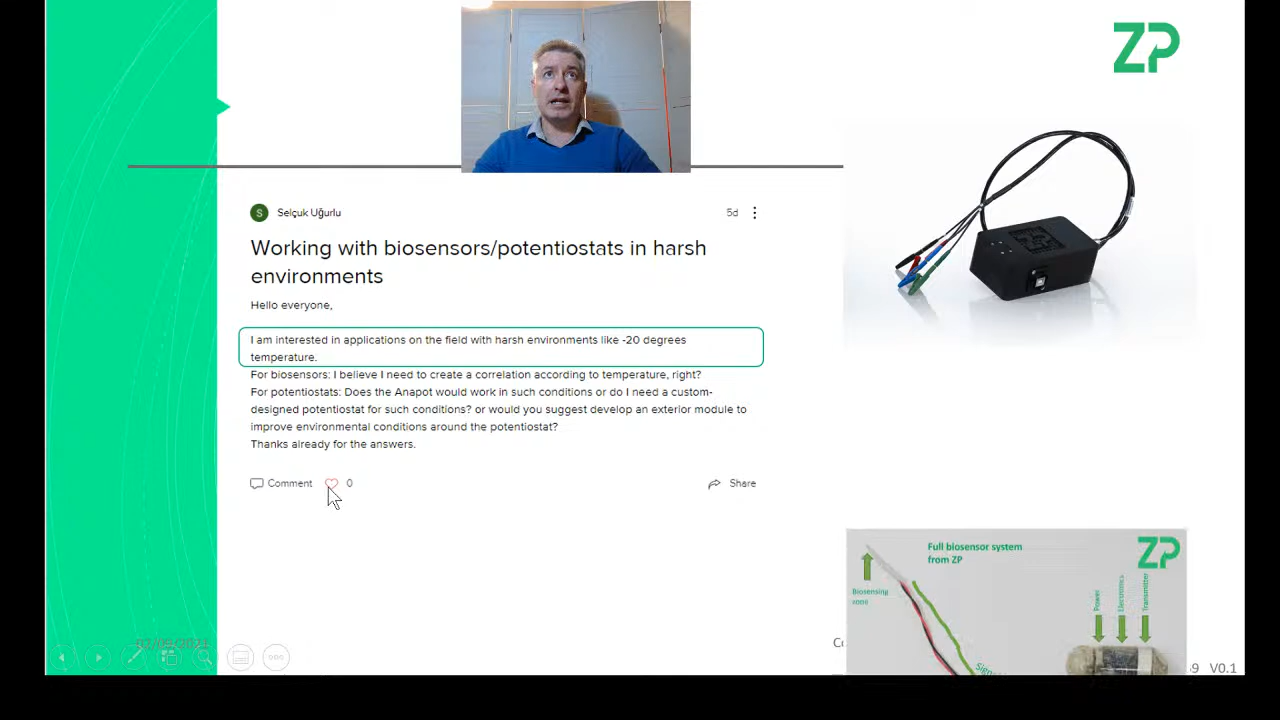 ZP
S
Selçuk Uğurlu
5d
Working with biosensors/potentiostats in harsh
environments
Hello everyone,
I am interested in applications on the field with harsh environments like -20 degrees
temperature.
For biosensors: I believe I need to create a correlation according to temperature, right?
For potentiostats: Does the Anapot would work in such conditions or do I need a custom-
designed potentiostat for such conditions? or would you suggest develop an exterior module to
improve environmental conditions around the potentiostat?
Thanks already for the answers.
Comment
0
Share
Full biosensor system
from ZP
ZP
Biosensing
Power
Electronics
Transmitter
02/09/2021
V0.1